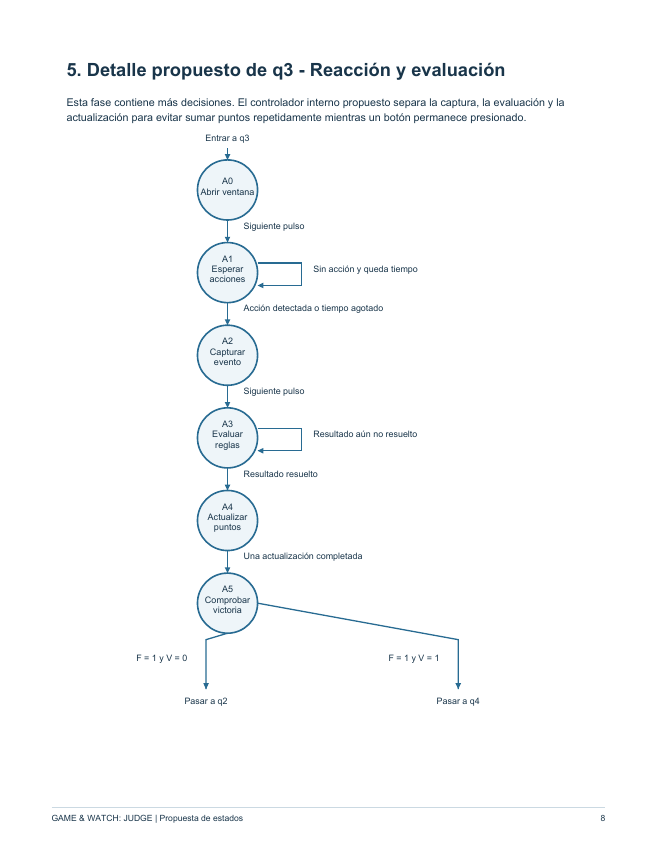 5. Detalle propuesto de q3 - Reacción y evaluación
Esta fase contiene más decisiones. El controlador interno propuesto separa la captura, la evaluación y la
actualización para evitar sumar puntos repetidamente mientras un botón permanece presionado.
Entrar a q3
A0
Abrir ventana
Siguiente pulso
A1
Esperar
acciones
Sin acción y queda tiempo
Acción detectada o tiempo agotado
A2
Capturar
evento
Siguiente pulso
A3
Evaluar
reglas
Resultado aún no resuelto
Resultado resuelto
A4
Actualizar
puntos
Una actualización completada
A5
Comprobar
victoria
F = 1 y V = 0
F = 1 y V = 1
Pasar a q2
Pasar a q4
GAME & WATCH: JUDGE | Propuesta de estados
8